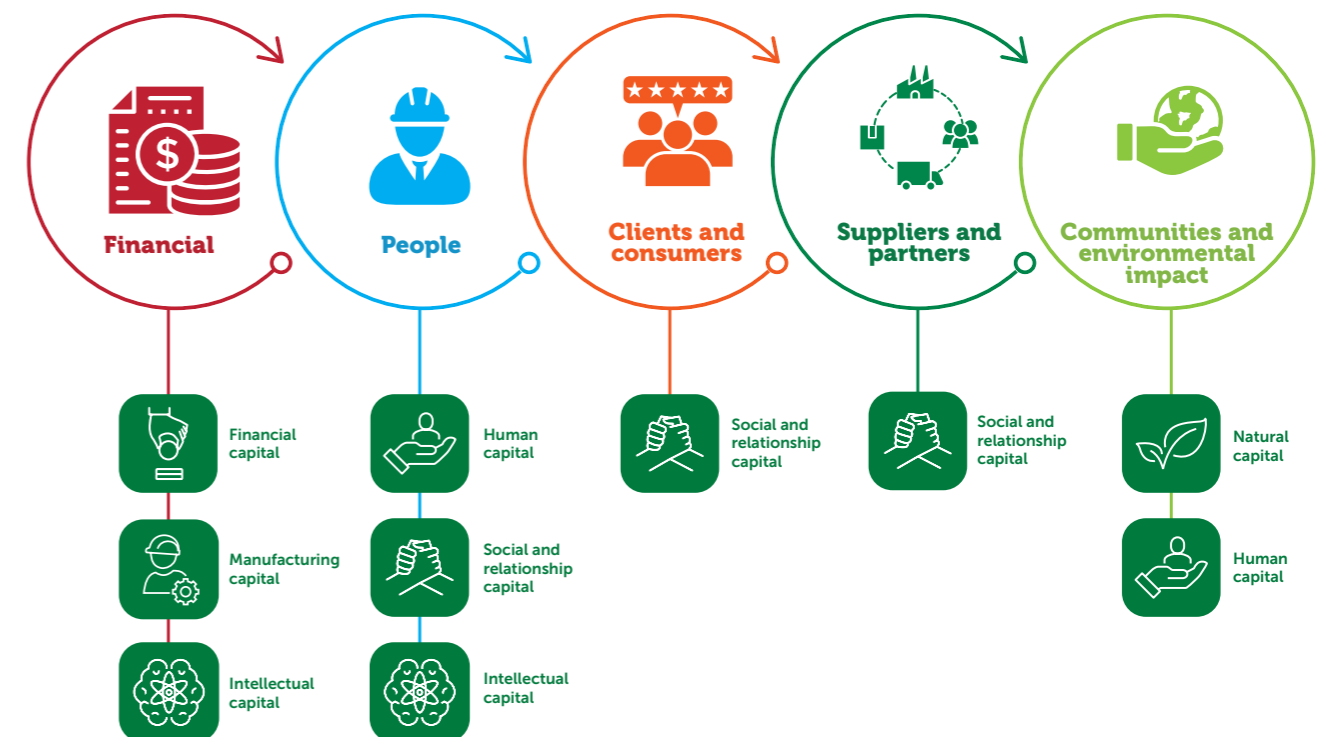 $
Financial
People
Clients and
consumers
Suppliers and
partners
Communities and
environmental
impact
Financial
capital
Manufacturing
capital
Intellectual
capital
Human
capital
Social and
relationship
capital
Intellectual
capital
Social and
relationship
capital
Social and
relationship
capital
Natural
capital
Human
capital